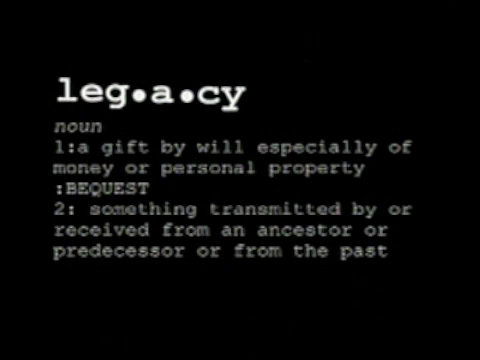 leg•a•cy
noun
1:a gift by will especially of
money or personal property
:BEQUEST
2: something transmitted by or
received from an ancestor or
predecessor or from the past